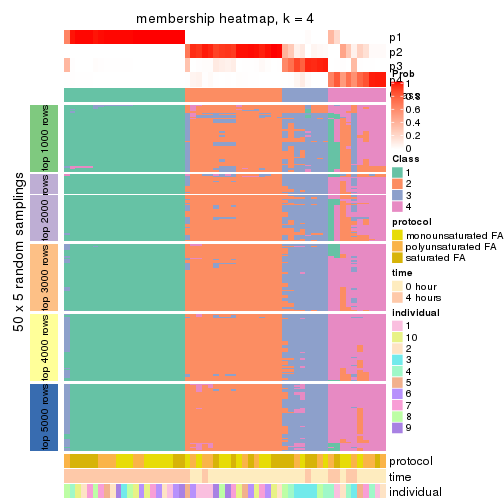 membership heatmap, k = 4
p1
p2
p3
p4
Prob
1
0.8
0.6
0.4
0.2
0
Class
Class
1
2
3
4
protocol
monounsaturated FA
polyunsaturated FA
saturated FA
time
0 hour
4 hours
individual
1
10
2
3
4
5
6
7
8
9
50 x 5 random samplings
top 1000 rows
top 2000 rows
top 3000 rows
top 4000 rows
top 5000 rows
protocol
time
individual